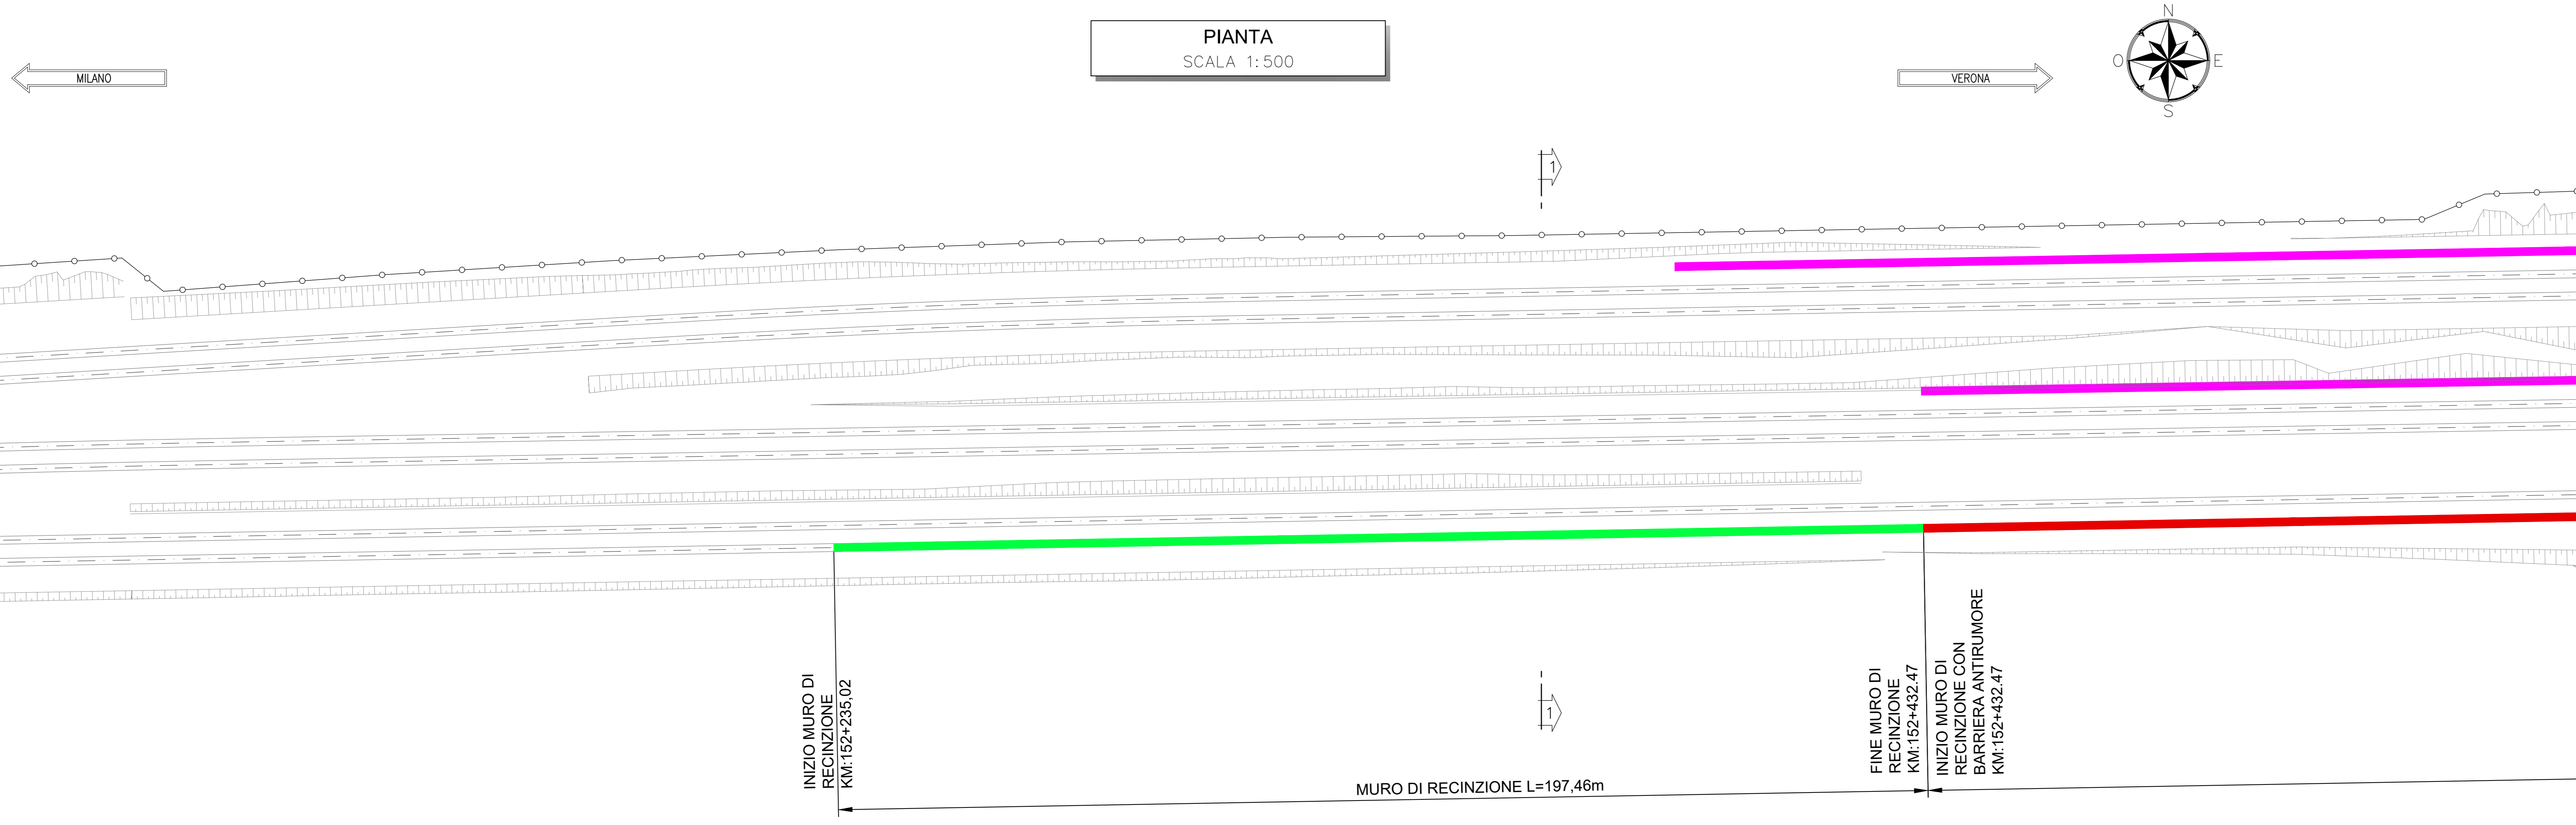 PIANTA
SCALA 1:500
MILANO
VERONA
N
O
E
S
1
INIZIO MURO DI
RECINZIONE
KM:152+235,02
1
FINE MURO DI
RECINZIONE
KM:152+432.47
INIZIO MURO DI
RECINZIONE CON
BARRIERA ANTIRUMORE
KM:152+432.47
MURO DI RECINZIONE L=197,46m